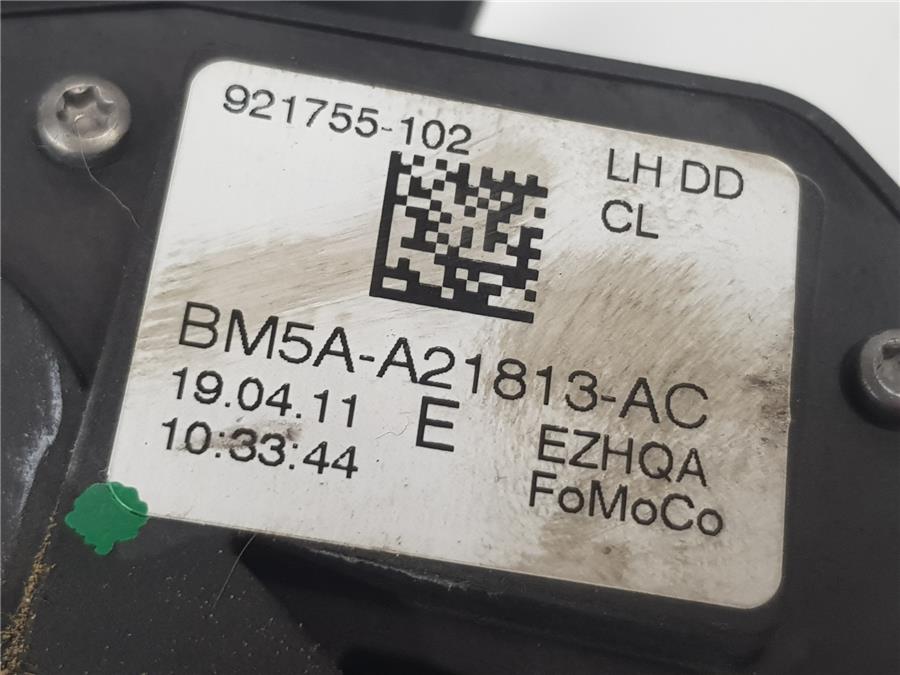 921755-102
LH DD
CL
BM5A-A21813-AC
19.04.11
E
EZHQA
10:33:44
FoMoCo